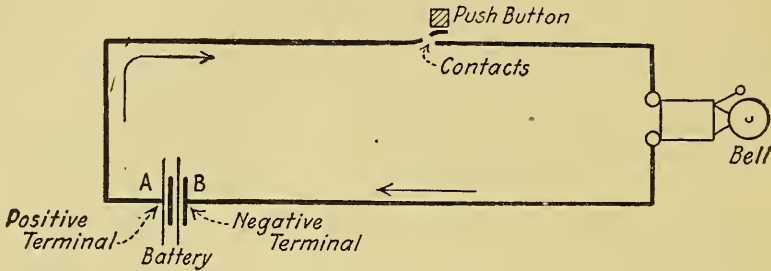 Push Button
Contacts
Bell
A B
Positive
Terminal
Negative
Terminal
Battery